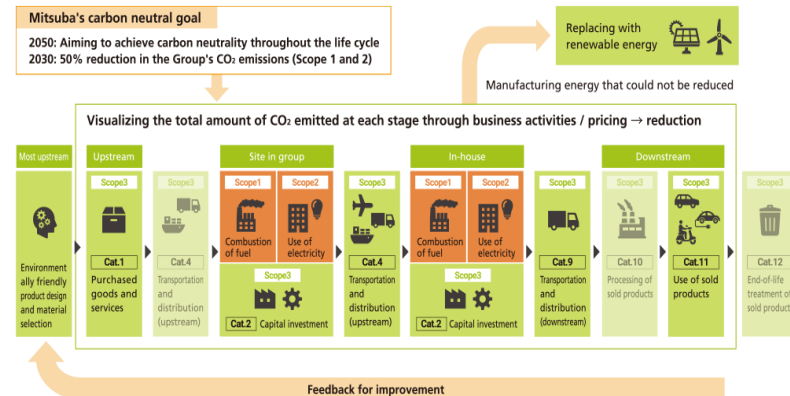 Mitsuba's carbon neutral goal
2050: Aiming to achieve carbon neutrality throughout the life cycle
2030: 50% reduction in the Group's CO₂ emissions (Scope 1 and 2)
Replacing with
renewable energy
Manufacturing energy that could not be reduced
Visualizing the total amount of CO₂ emitted at each stage through business activities / pricing → reduction
Most upstream
Environment
ally friendly
product design
and material
selection
Upstream
Scope3
Cat.1
Purchased
goods and
services
Scope3
Cat.4
Transportation
and
distribution
(upstream)
Site in group
Scope1
Combustion
of fuel
Scope2
Use of
electricity
Scope3
Cat.2 Capital investment
Scope3
Cat.4
Transportation
and
distribution
(upstream)
In-house
Scope1
Combustion
of fuel
Scope2
Use of
electricity
Scope3
Cat.2 Capital investment
Scope3
Cat.9
Transportation
and
distribution
(downstream)
Downstream
Scope3
Cat.10
Processing of
sold products
Scope3
Cat.11
Use of sold
products
Scope3
Cat.12
End-of-life
treatment of
sold product
Feedback for improvement